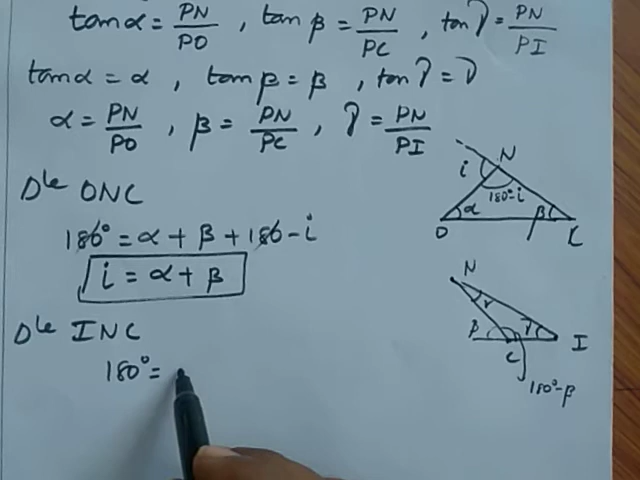 tanα = PN/PO , tan β = PN/PC , tan γ = PN/PI
tanα = α , tan β = β , tan γ = γ
α = PN/PO , β = PN/PC , γ = PN/PI
Dle ONC
180° = α + β + 180 - i
i = α + β
Dle INC
180° =
N
i
180°-i
α
β
O
C
N
r
β
γ
I
C
180°-β